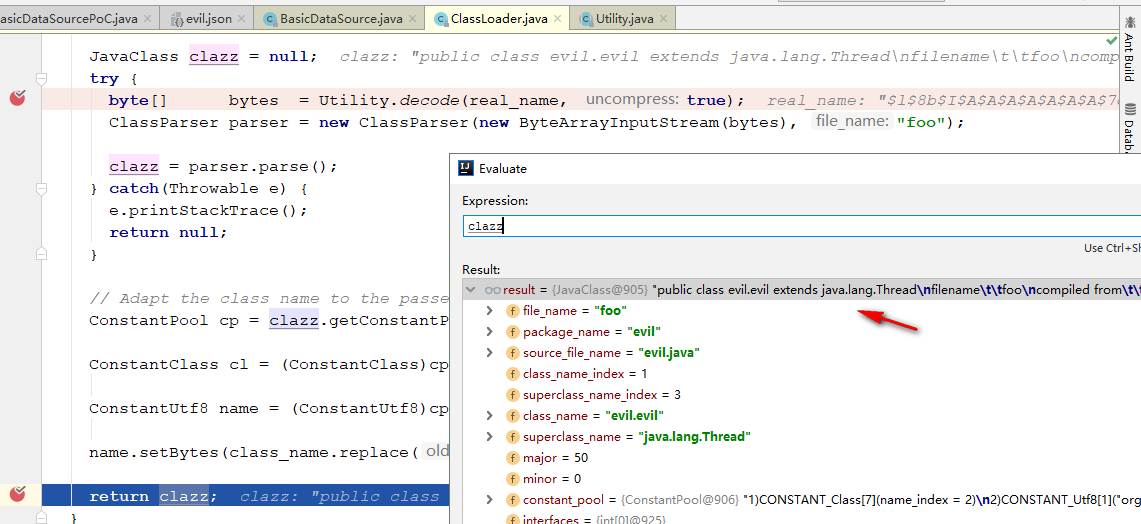 asicDataSourcePoC.java evil.json BasicDataSource.java ClassLoader.java Utility.java
Ant Build
JavaClass clazz = null; clazz: "public class evil.evil extends java.lang.Thread\nfilename\t\tfoo\ncomp
try {
byte[] bytes = Utility.decode(real_name, uncompress: true); real_name: "$l$8b$I$A$A$A$A$A$A$A$7d
ClassParser parser = new ClassParser(new ByteArrayInputStream(bytes), file_name: "foo");
Databa
clazz = parser.parse();
} catch(Throwable e) {
e.printStackTrace();
return null;
}
// Adapt the class name to the passe
ConstantPool cp = clazz.getConstantP
ConstantClass cl = (ConstantClass)cp
ConstantUtf8 name = (ConstantUtf8)cp
name.setBytes(class_name.replace( old
return clazz; clazz: "public class
}
Evaluate
Expression:
clazz
Use Ctrl+Sh
Result:
result = {JavaClass@905} "public class evil.evil extends java.lang.Thread\nfilename\t\tfoo\ncompiled from\t\t
file_name = "foo"
package_name = "evil"
source_file_name = "evil.java"
class_name_index = 1
superclass_name_index = 3
class_name = "evil.evil"
superclass_name = "java.lang.Thread"
major = 50
minor = 0
constant_pool = {ConstantPool@906} "1)CONSTANT_Class[7](name_index = 2)\n2)CONSTANT_Utf8[1]("org
interfaces = {int[0]@925}